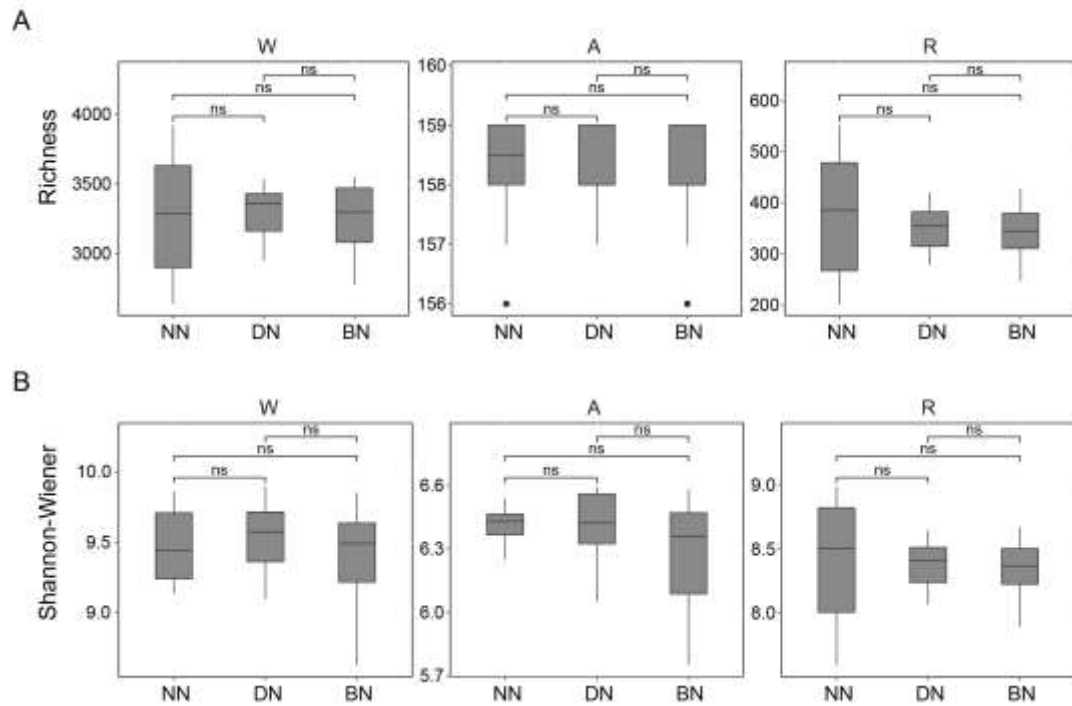 A
W
A
R
Richness
4000
3500
3000
ns
ns
ns
NN
DN
BN
160
159
158
157
156
ns
ns
ns
NN
DN
BN
600
500
400
300
200
ns
ns
ns
NN
DN
BN
B
W
A
R
Shannon-Wiener
10.0
9.5
9.0
ns
ns
ns
NN
DN
BN
6.6
6.3
6.0
5.7
ns
ns
ns
NN
DN
BN
9.0
8.5
8.0
ns
ns
ns
NN
DN
BN